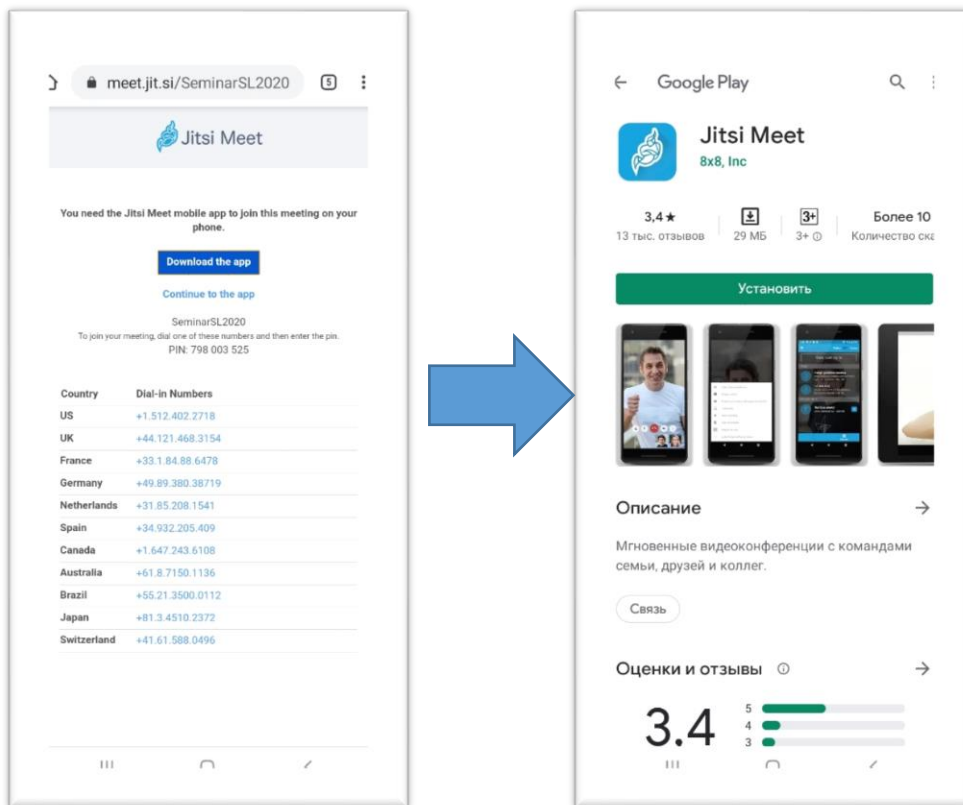 meet.jit.si/SeminarSL2020
5
Jitsi Meet
You need the Jitsi Meet mobile app to join this meeting on your
phone.
Download the app
Continue to the app
SeminarSL2020
To join your meeting, dial one of these numbers and then enter the pin.
PIN: 798 003 525
Country Dial-in Numbers
US +1.512.402.2718
UK +44.121.468.3154
France +33.1.84.88.6478
Germany +49.89.380.38719
Netherlands +31.85.208.1541
Spain +34.932.205.409
Canada +1.647.243.6108
Australia +61.8.7150.1136
Brazil +55.21.3500.0112
Japan +81.3.4510.2372
Switzerland +41.61.588.0496
Google Play
Jitsi Meet
8x8, Inc
3,4★ 3+ Более 10
13 тыс. отзывов 29 МБ 3+ Количество ска
Установить
Описание
Мгновенные видеоконференции с командами
семьи, друзей и коллег.
Связь
Оценки и отзывы
3.4
5
4
3